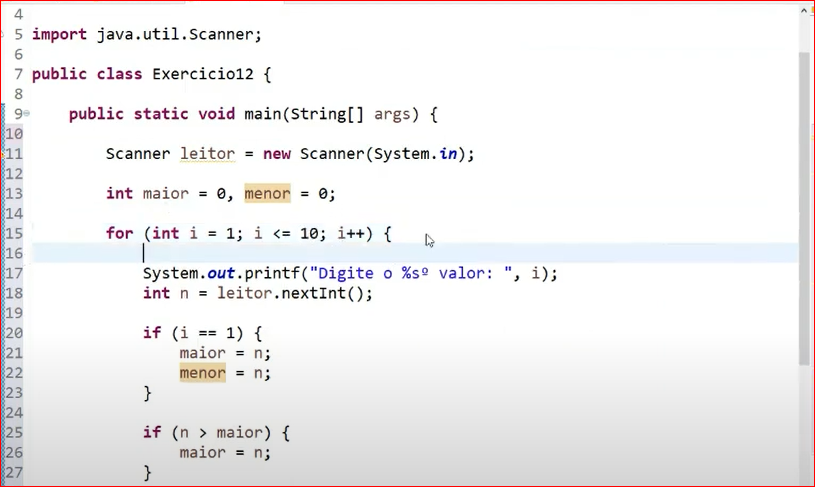 4
5 import java.util.Scanner;
6
7 public class Exercicio12 {
8
9 public static void main(String[] args) {
10
11 Scanner leitor = new Scanner(System.in);
12
13 int maior = 0, menor = 0;
14
15 for (int i = 1; i <= 10; i++) {
16
17 System.out.printf("Digite o %sº valor: ", i);
18 int n = leitor.nextInt();
19
20 if (i == 1) {
21 maior = n;
22 menor = n;
23 }
24
25 if (n > maior) {
26 maior = n;
27 }